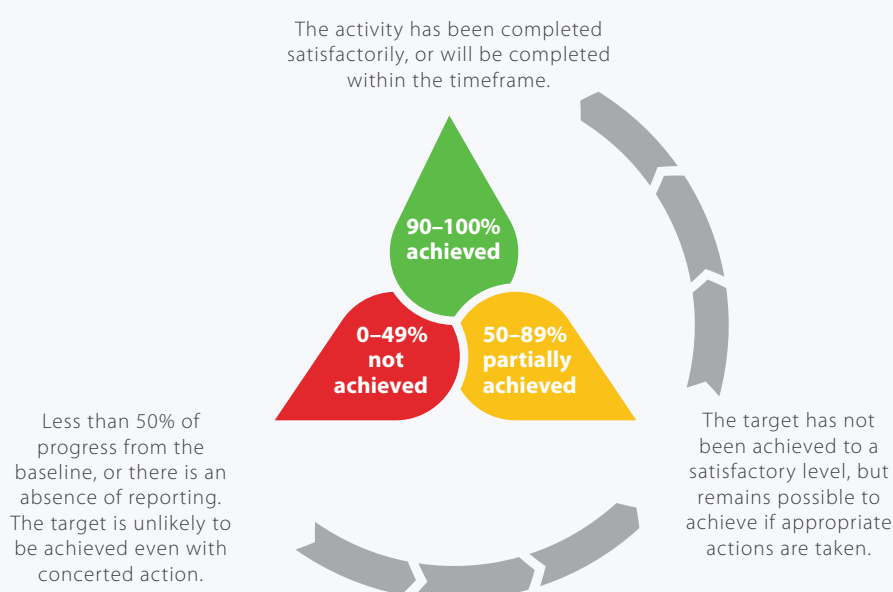 The activity has been completed
satisfactorily, or will be completed
within the timeframe.
90–100%
achieved
0–49%
not
achieved
50–89%
partially
achieved
Less than 50% of
progress from the
baseline, or there is an
absence of reporting.
The target is unlikely to
be achieved even with
concerted action.
The target has not
been achieved to a
satisfactory level, but
remains possible to
achieve if appropriate
actions are taken.